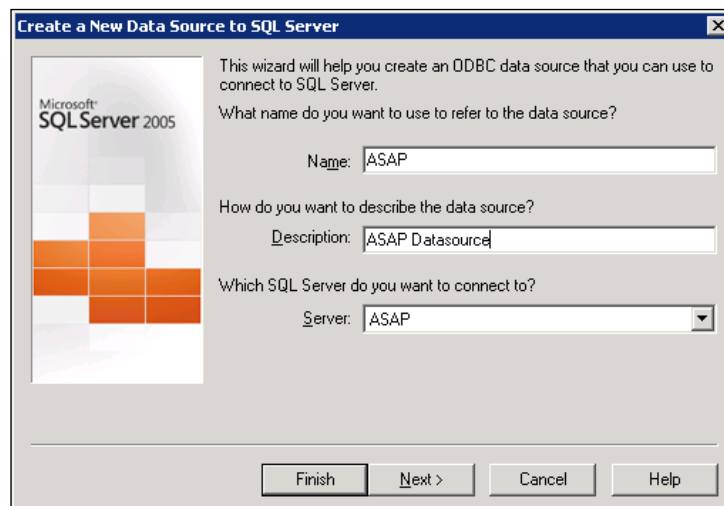 Create a New Data Source to SQL Server
Microsoft®
SQL Server 2005
This wizard will help you create an ODBC data source that you can use to
connect to SQL Server.
What name do you want to use to refer to the data source?
Name: ASAP
How do you want to describe the data source?
Description: ASAP Datasource
Which SQL Server do you want to connect to?
Server: ASAP
Finish
Next >
Cancel
Help